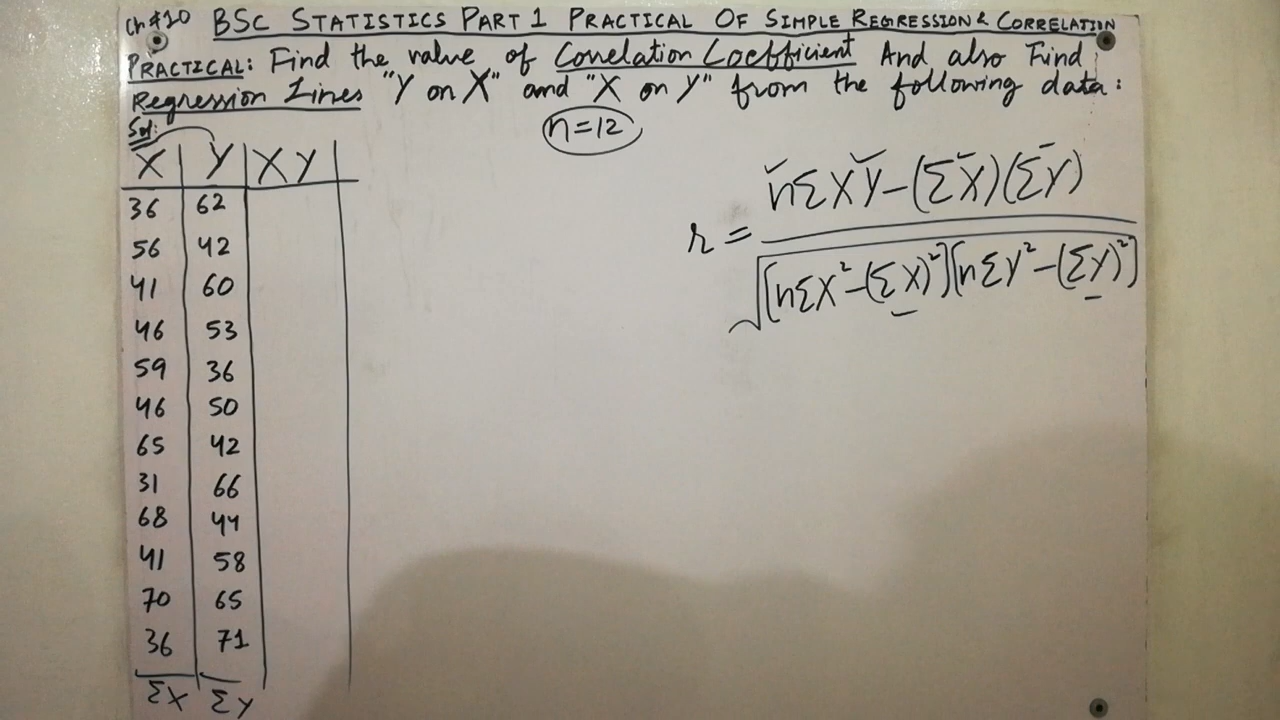 Ch # 10 BSC STATISTICS PART 1 PRACTICAL OF SIMPLE REGRESSION & CORRELATION
PRACTICAL: Find the value of Correlation Coefficient And also Find
Regression Lines "Y on X" and "X on Y" from the following data:
Sol:
n=12
X Y XY
36 62
56 42
41 60
46 53
59 36
46 50
65 42
31 66
68 44
41 58
70 65
36 71
ΣX ΣY
r = nΣXY-(ΣX)(ΣY)
√[nΣX²-(ΣX)²][nΣY²-(ΣY)²]